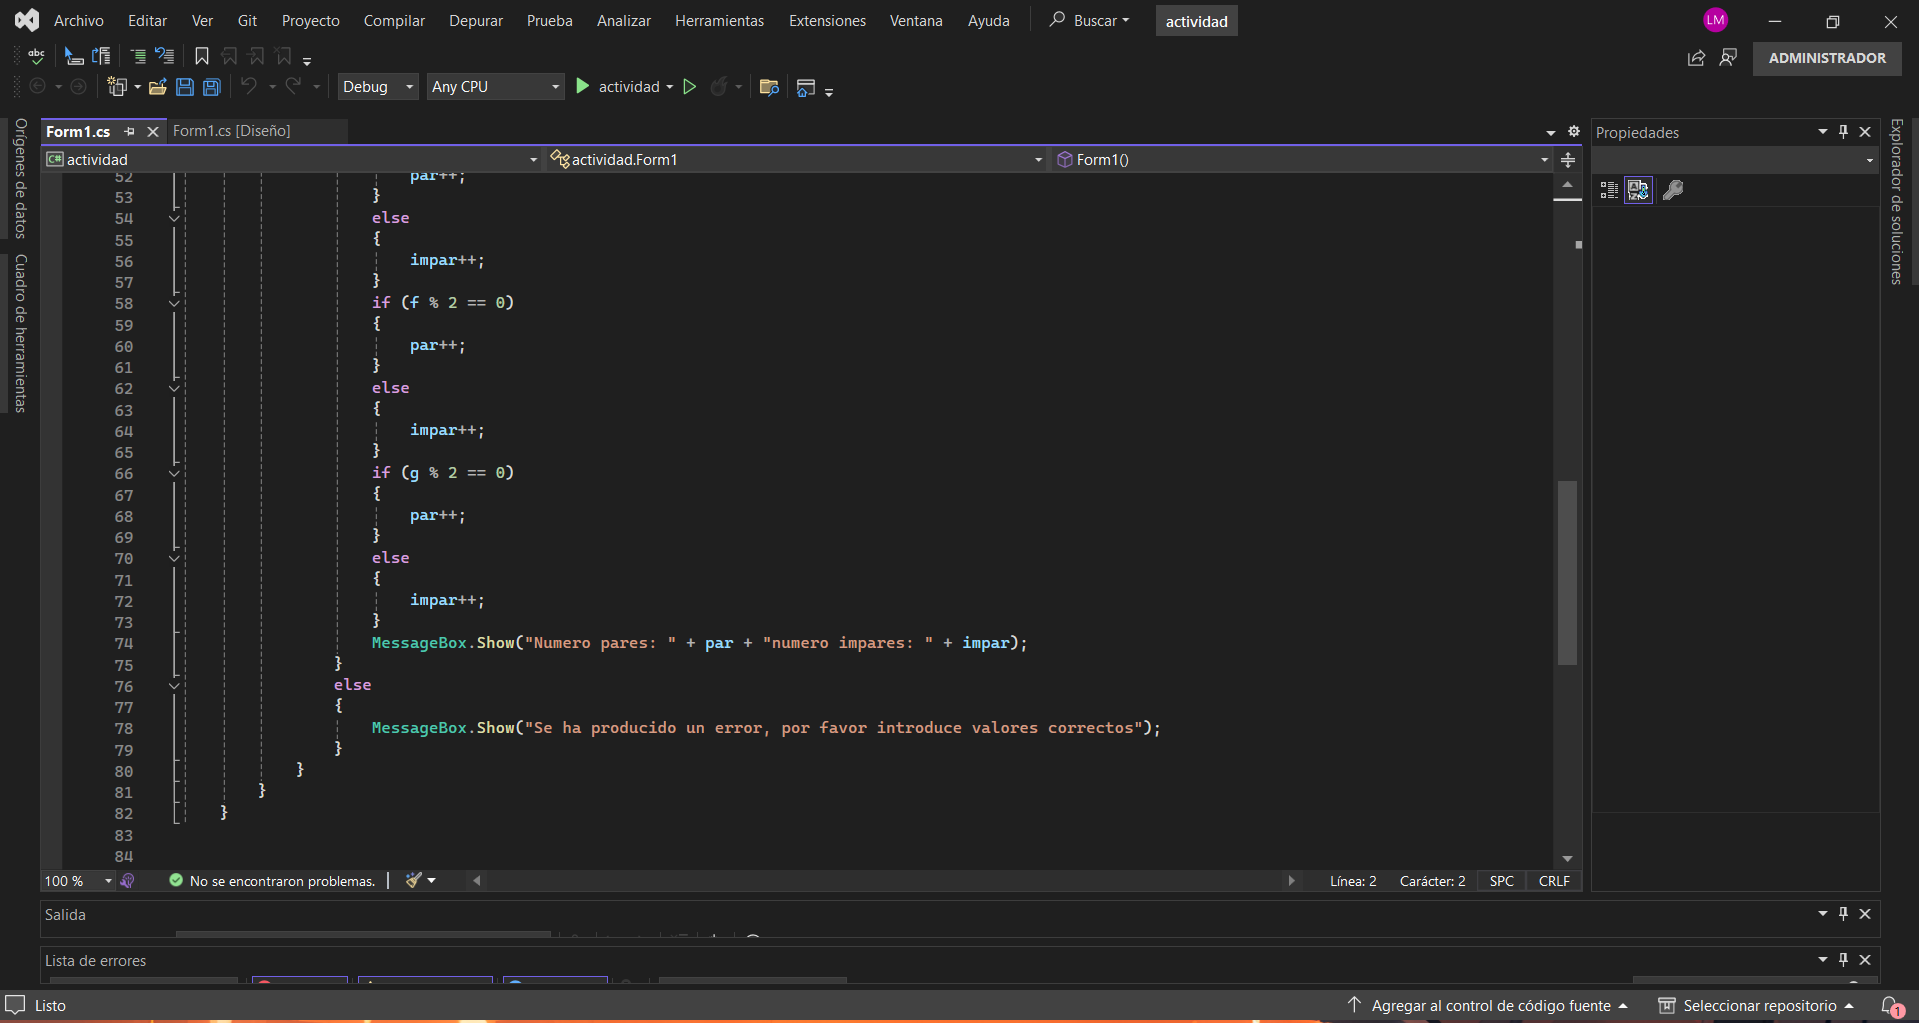 Archivo Editar Ver Git Proyecto Compilar Depurar Prueba Analizar Herramientas Extensiones Ventana Ayuda Buscar actividad LM
abc ADMINISTRADOR
Debug Any CPU actividad
Orígenes de datos
Cuadro de herramientas
Form1.cs Form1.cs [Diseño]
C# actividad actividad.Form1 Form1()
52 par++;
53 }
54 else
55 {
56 impar++;
57 }
58 if (f % 2 == 0)
59 {
60 par++;
61 }
62 else
63 {
64 impar++;
65 }
66 if (g % 2 == 0)
67 {
68 par++;
69 }
70 else
71 {
72 impar++;
73 }
74 MessageBox.Show("Numero pares: " + par + "numero impares: " + impar);
75 }
76 else
77 {
78 MessageBox.Show("Se ha producido un error, por favor introduce valores correctos");
79 }
80 }
81 }
82 }
83
84
100 % No se encontraron problemas. Línea: 2 Carácter: 2 SPC CRLF
Propiedades
Explorador de soluciones
Salida
Lista de errores
Listo Agregar al control de código fuente Seleccionar repositorio 1